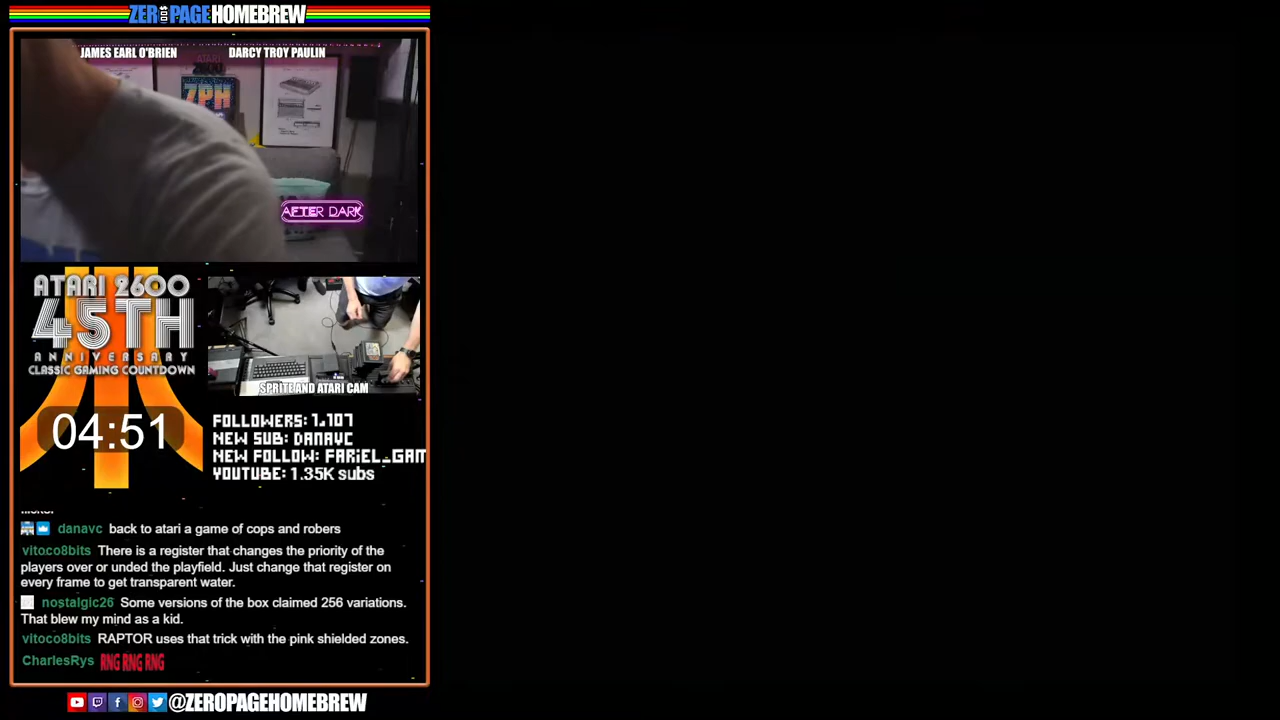 ZEROPAGEHOMEBREW
JAMES EARL O'BRIEN
DARCY TROY PAULIN
ZPH
AFTER DARK
ATARI 2600
45TH
ANNIVERSARY
CLASSIC GAMING COUNTDOWN
04:51
SPRITE AND ATARI CAM
FOLLOWERS: 1,107
NEW SUB: DANAVC
NEW FOLLOW: FARIEL_GAM
YOUTUBE: 1.35K subs
danavc back to atari a game of cops and robers
vitoco8bits There is a register that changes the priority of the
players over or unded the playfield. Just change that register on
every frame to get transparent water.
nostalgic26 Some versions of the box claimed 256 variations.
That blew my mind as a kid.
vitoco8bits RAPTOR uses that trick with the pink shielded zones.
CharlesRys RNG RNG RNG
@ZEROPAGEHOMEBREW